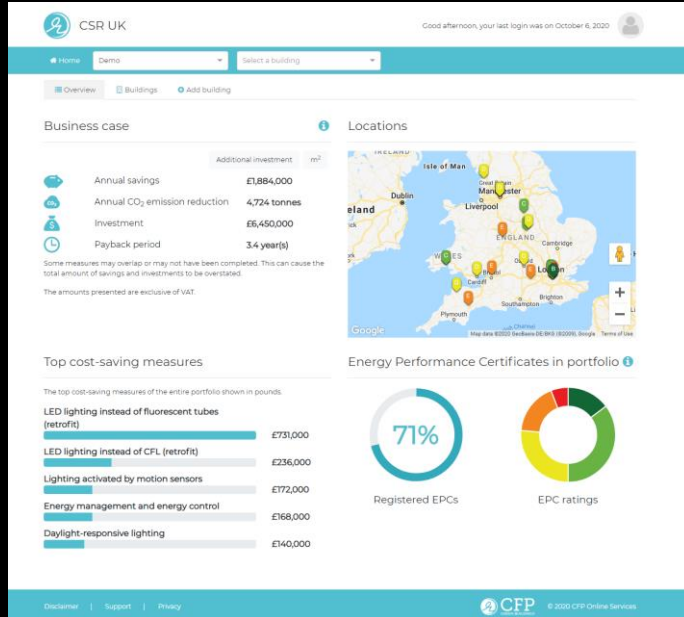 CSR UK
Good afternoon, your last login was on October 6, 2020
Home
Demo
Select a building
Overview
Buildings
Add building
Business case
Additional investment
m²
Annual savings
£1,884,000
Annual CO₂ emission reduction
4,724 tonnes
Investment
£6,450,000
Payback period
3.4 year(s)
Some measures may overlap or may not have been completed. This can cause the
total amount of savings and investments to be overstated.
The amounts presented are exclusive of VAT.
Locations
Isle of Man
Dublin
Manchester
Liverpool
ENGLAND
Cambridge
Cardiff
Southampton
Brighton
Plymouth
Google
Terms of Use
Top cost-saving measures
The top cost-saving measures of the entire portfolio shown in pounds.
LED lighting instead of fluorescent tubes
(retrofit)
£731,000
LED lighting instead of CFL (retrofit)
£236,000
Lighting activated by motion sensors
£172,000
Energy management and energy control
£168,000
Daylight-responsive lighting
£140,000
Energy Performance Certificates in portfolio
71%
Registered EPCs
EPC ratings
Disclaimer | Support | Privacy
CFP
© 2020 CFP Online Services